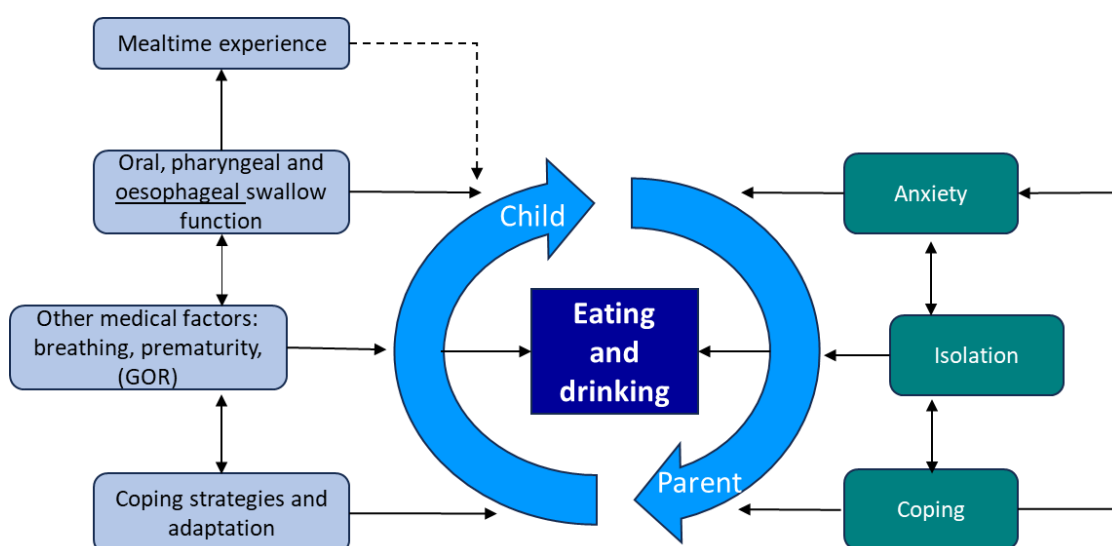 Mealtime experience
Oral, pharyngeal and
oesophageal swallow
function
Other medical factors:
breathing, prematurity,
(GOR)
Coping strategies and
adaptation
Child
Eating
and
drinking
Parent
Anxiety
Isolation
Coping